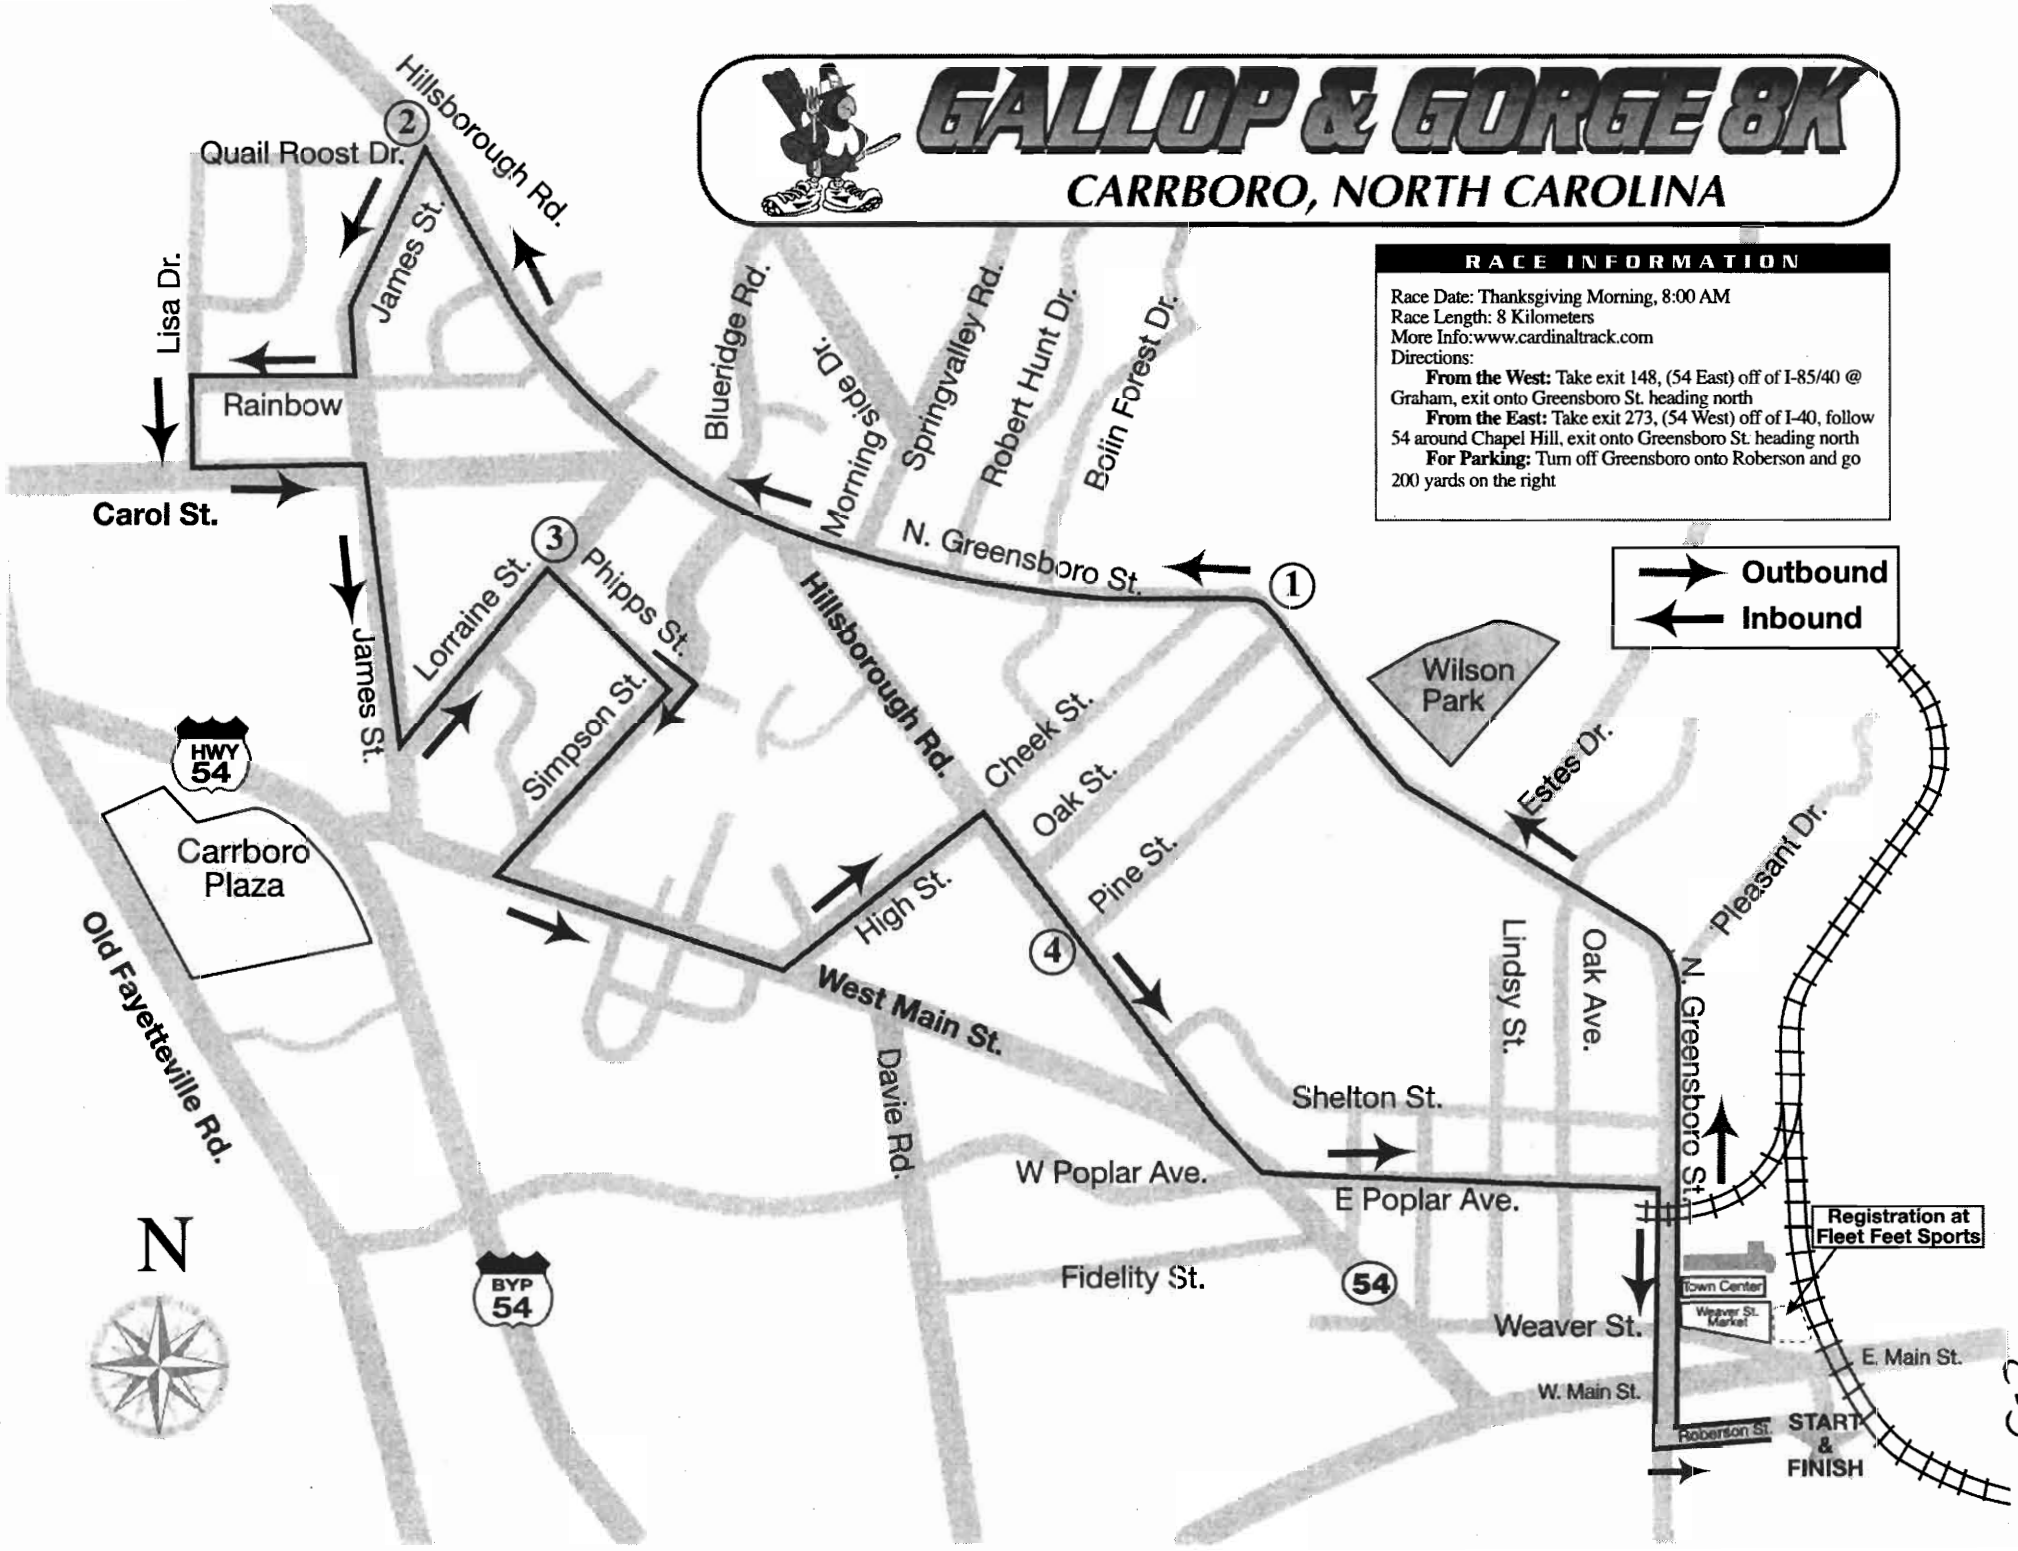 GALLOP & GORGE 8K
CARRBORO, NORTH CAROLINA
RACE INFORMATION
Race Date: Thanksgiving Morning, 8:00 AM
Race Length: 8 Kilometers
More Info:www.cardinaltrack.com
Directions:
From the West: Take exit 148, (54 East) off of I-85/40 @
Graham, exit onto Greensboro St. heading north
From the East: Take exit 273, (54 West) off of I-40, follow
54 around Chapel Hill, exit onto Greensboro St. heading north
For Parking: Turn off Greensboro onto Roberson and go
200 yards on the right
Outbound
Inbound
Hillsborough Rd.
2
Quail Roost Dr.
James St.
Lisa Dr.
Rainbow
Carol St.
Blueridge Rd.
Morning side Dr.
Springvalley Rd.
Robert Hunt Dr.
Bolin Forest Dr.
N. Greensboro St.
1
3
Lorraine St.
Phipps St.
James St.
Simpson St.
Hillsborough Rd.
Wilson
Park
Cheek St.
Oak St.
Pine St.
Estes Dr.
Pleasant Dr.
HWY
54
Carrboro
Plaza
Old Fayetteville Rd.
High St.
4
West Main St.
Lindsy St.
Oak Ave.
N. Greensboro St.
Davie Rd.
Shelton St.
W Poplar Ave.
E Poplar Ave.
Registration at
Fleet Feet Sports
N
BYP
54
Fidelity St.
54
Town Center
Weaver St.
Market
Weaver St.
E. Main St.
W. Main St.
Roberson St.
START
&
FINISH